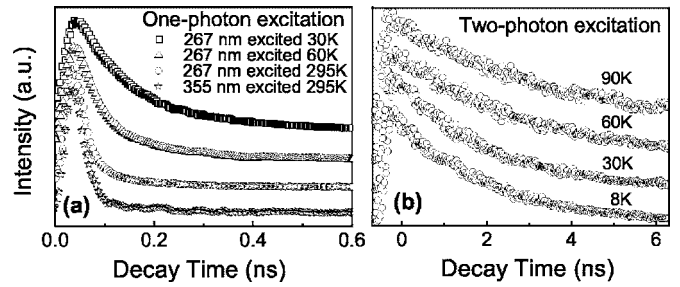 One-photon excitation
267 nm excited 30K
267 nm excited 60K
267 nm excited 295K
355 nm excited 295K
(a)
Intensity (a.u.)
0.0 0.2 0.4 0.6
Decay Time (ns)
Two-photon excitation
90K
60K
30K
8K
(b)
0 2 4 6
Decay Time (ns)